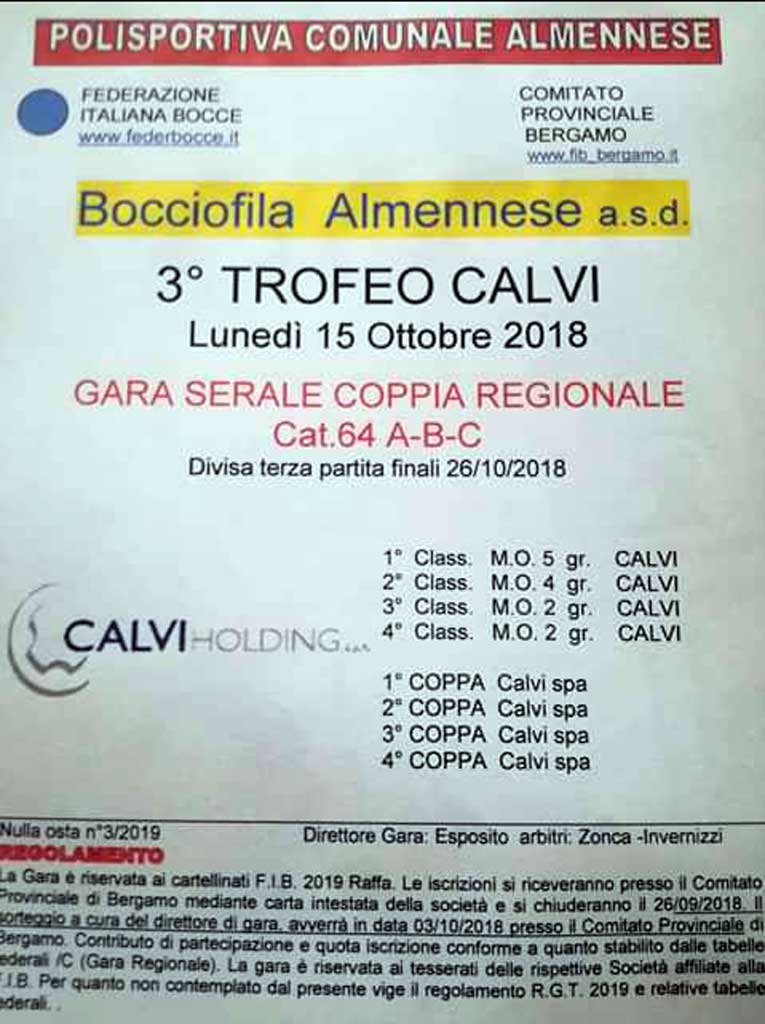 POLISPORTIVA COMUNALE ALMENNESE
FEDERAZIONE
ITALIANA BOCCE
www.federbocce.it
COMITATO
PROVINCIALE
BERGAMO
www.fib_bergamo.it
Bocciofila Almennese a.s.d.
3° TROFEO CALVI
Lunedì 15 Ottobre 2018
GARA SERALE COPPIA REGIONALE
Cat.64 A-B-C
Divisa terza partita finali 26/10/2018
1° Class. M.O. 5 gr. CALVI
2° Class. M.O. 4 gr. CALVI
3° Class. M.O. 2 gr. CALVI
4° Class. M.O. 2 gr. CALVI
CALVI HOLDING
1° COPPA Calvi spa
2° COPPA Calvi spa
3° COPPA Calvi spa
4° COPPA Calvi spa
Nulla osta n°3/2019
Direttore Gara: Esposito arbitri: Zonca -Invernizzi
REGOLAMENTO
La Gara è riservata ai cartellinati F.I.B. 2019 Raffa. Le iscrizioni si riceveranno presso il Comitato
Provinciale di Bergamo mediante carta intestata della società e si chiuderanno il 26/09/2018. Il
sorteggio a cura del direttore di gara, avverrà in data 03/10/2018 presso il Comitato Provinciale di
Bergamo. Contributo di partecipazione e quota iscrizione conforme a quanto stabilito dalle tabelle
ederali /C (Gara Regionale). La gara è riservata ai tesserati delle rispettive Società affiliate alla
F.I.B. Per quanto non contemplato dal presente vige il regolamento R.G.T. 2019 e relative tabelle
ederali. .